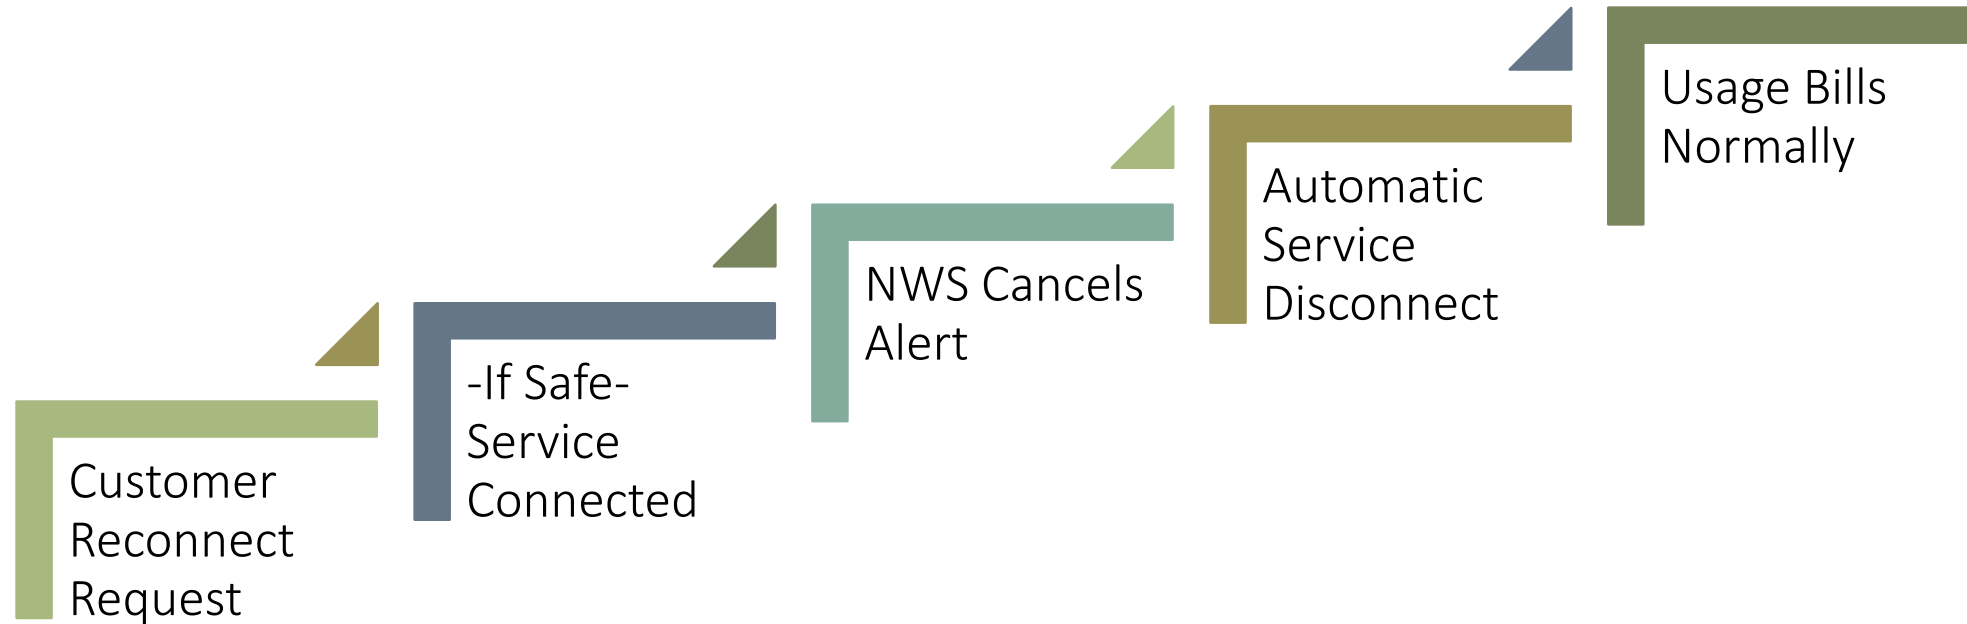 Customer
Reconnect
Request
-If Safe-
Service
Connected
NWS Cancels
Alert
Automatic
Service
Disconnect
Usage Bills
Normally